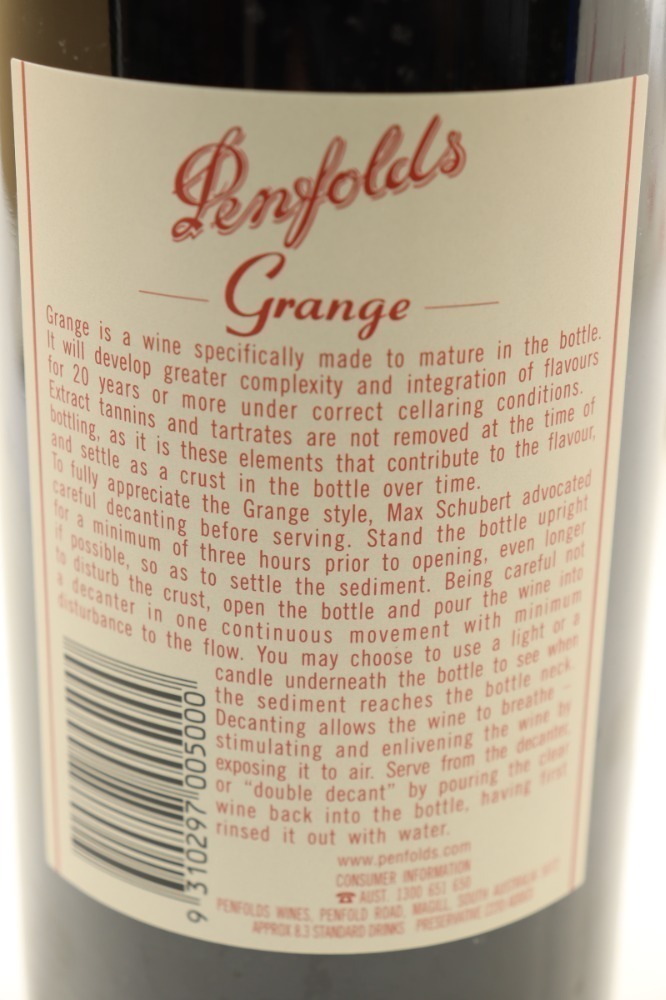 Penfolds
Grange
Grange is a wine specifically made to mature in the bottle.
It will develop greater complexity and integration of flavours
for 20 years or more under correct cellaring conditions.
Extract tannins and tartrates are not removed at the time of
bottling, as it is these elements that contribute to the flavour,
and settle as a crust in the bottle over time.
To fully appreciate the Grange style, Max Schubert advocated
careful decanting before serving. Stand the bottle upright
for a minimum of three hours prior to opening, even longer
if possible, so as to settle the sediment. Being careful not
to disturb the crust, open the bottle and pour the wine into
a decanter in one continuous movement with minimum
disturbance to the flow. You may choose to use a light or a
candle underneath the bottle to see when
the sediment reaches the bottle neck.
Decanting allows the wine to breathe –
stimulating and enlivening the wine by
exposing it to air. Serve from the decanter,
or "double decant" by pouring the clear
wine back into the bottle, having first
rinsed it out with water.
9 310297 005000
www.penfolds.com
CONSUMER INFORMATION
☎ AUST. 1300 651 650
PENFOLDS WINES, PENFOLD ROAD, MAGILL, SOUTH AUSTRALIA
APPROX 8.3 STANDARD DRINKS PRESERVATIVE (220) ADDED